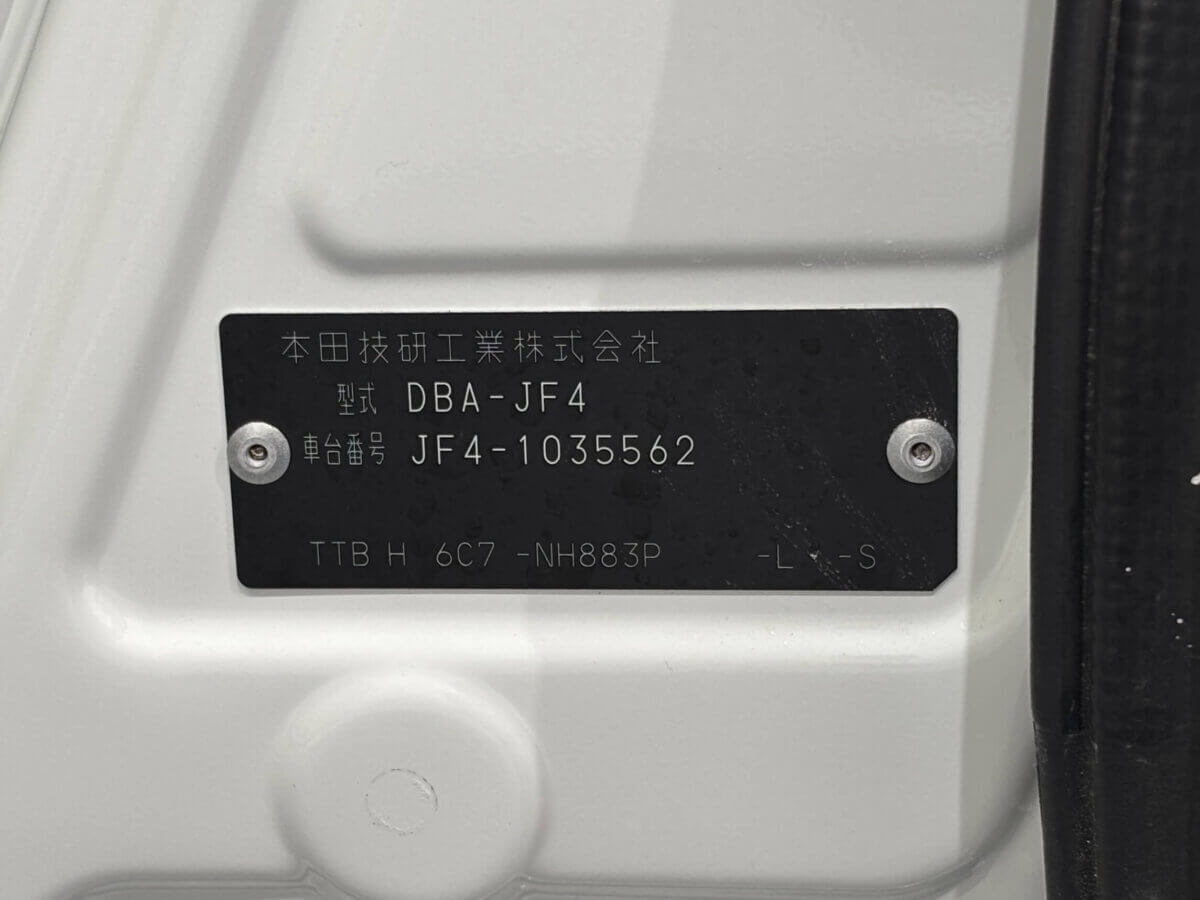 本田技研工業株式会社
型式 DBA-JF4
車台番号 JF4-1035562
TTB H 6C7 -NH883P -L -S